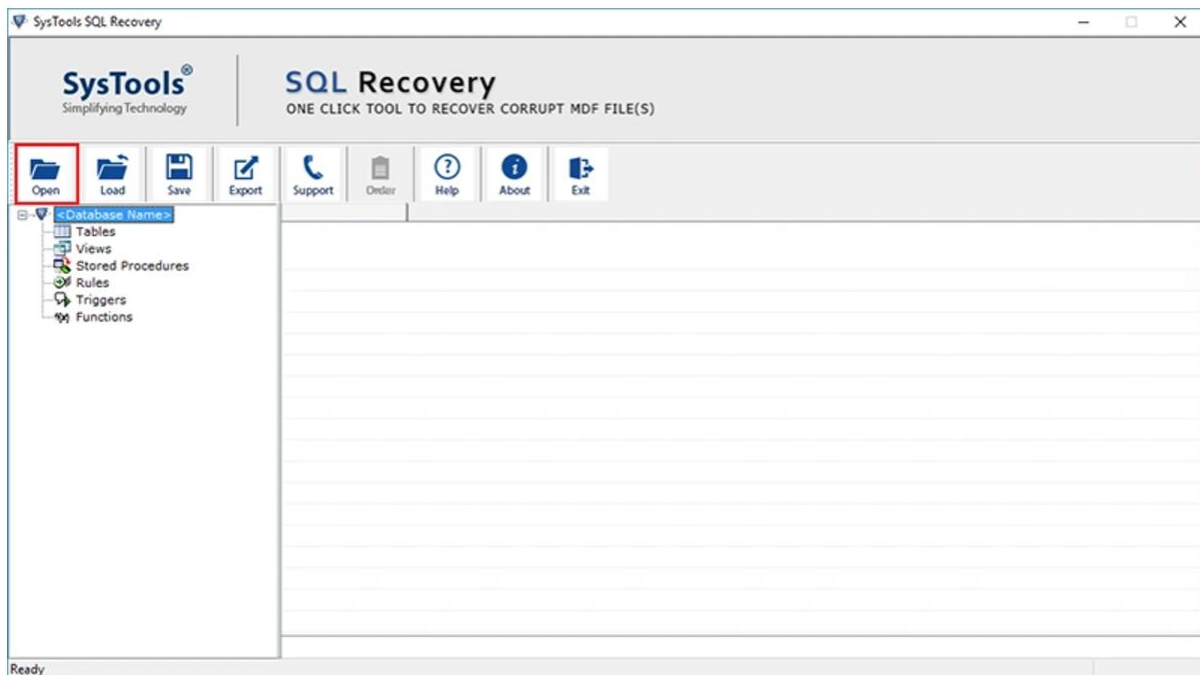 SysTools SQL Recovery
SysTools®
Simplifying Technology
SQL Recovery
ONE CLICK TOOL TO RECOVER CORRUPT MDF FILE(S)
Open Load Save Export Support Order Help About Exit
<Database Name>
Tables
Views
Stored Procedures
Rules
Triggers
Functions
Ready